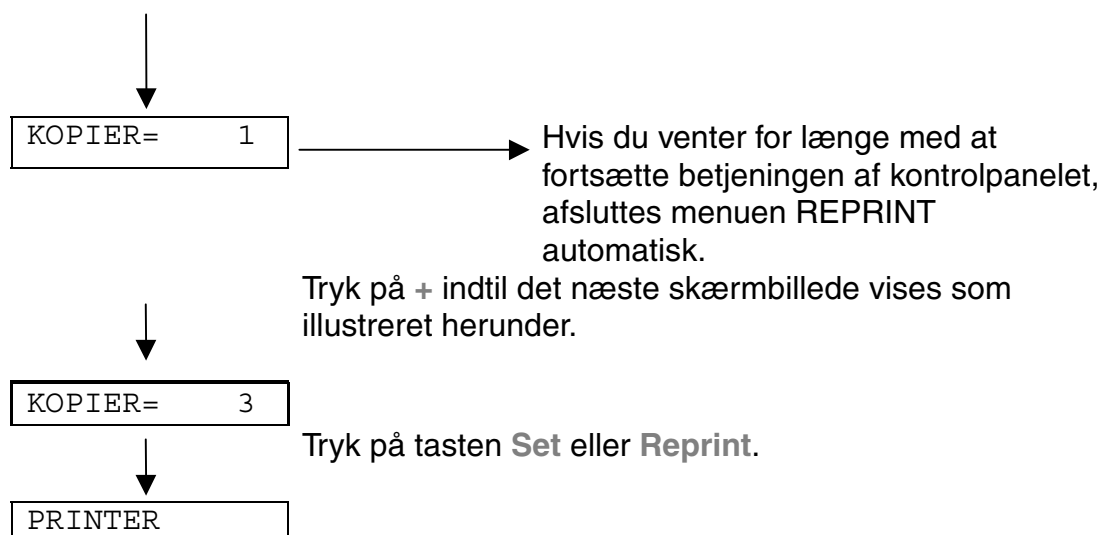 KOPIER= 1
Hvis du venter for længe med at
fortsætte betjeningen af kontrolpanelet,
afsluttes menuen REPRINT
automatisk.
Tryk på + indtil det næste skærmbillede vises som
illustreret herunder.
KOPIER= 3
Tryk på tasten Set eller Reprint.
PRINTER